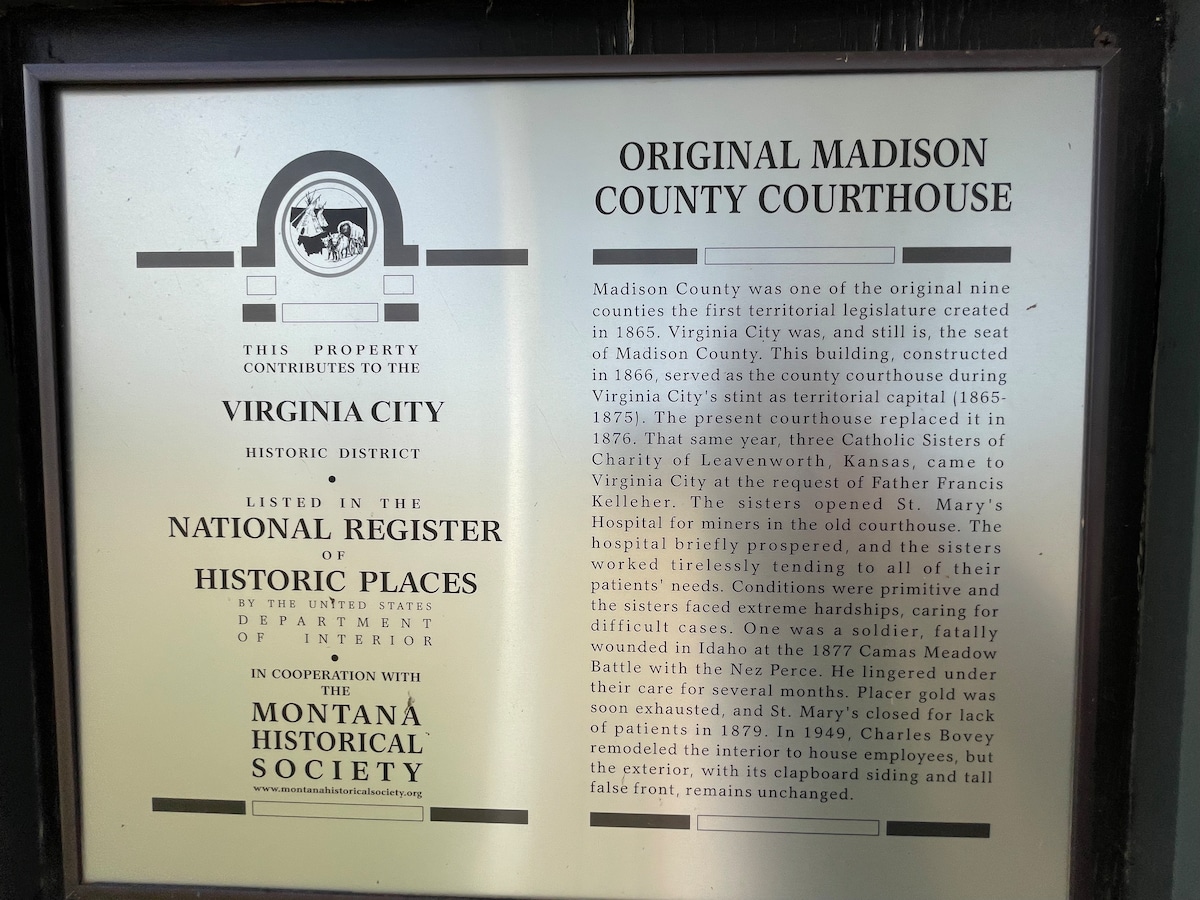 THIS PROPERTY
CONTRIBUTES TO THE
VIRGINIA CITY
HISTORIC DISTRICT
•
LISTED IN THE
NATIONAL REGISTER
OF
HISTORIC PLACES
BY THE UNITED STATES
DEPARTMENT
OF INTERIOR
•
IN COOPERATION WITH
THE
MONTANA
HISTORICAL
SOCIETY
www.montanahistoricalsociety.org
ORIGINAL MADISON
COUNTY COURTHOUSE
Madison County was one of the original nine
counties the first territorial legislature created
in 1865. Virginia City was, and still is, the seat
of Madison County. This building, constructed
in 1866, served as the county courthouse during
Virginia City's stint as territorial capital (1865-
1875). The present courthouse replaced it in
1876. That same year, three Catholic Sisters of
Charity of Leavenworth, Kansas, came to
Virginia City at the request of Father Francis
Kelleher. The sisters opened St. Mary's
Hospital for miners in the old courthouse. The
hospital briefly prospered, and the sisters
worked tirelessly tending to all of their
patients' needs. Conditions were primitive and
the sisters faced extreme hardships, caring for
difficult cases. One was a soldier, fatally
wounded in Idaho at the 1877 Camas Meadow
Battle with the Nez Perce. He lingered under
their care for several months. Placer gold was
soon exhausted, and St. Mary's closed for lack
of patients in 1879. In 1949, Charles Bovey
remodeled the interior to house employees, but
the exterior, with its clapboard siding and tall
false front, remains unchanged.